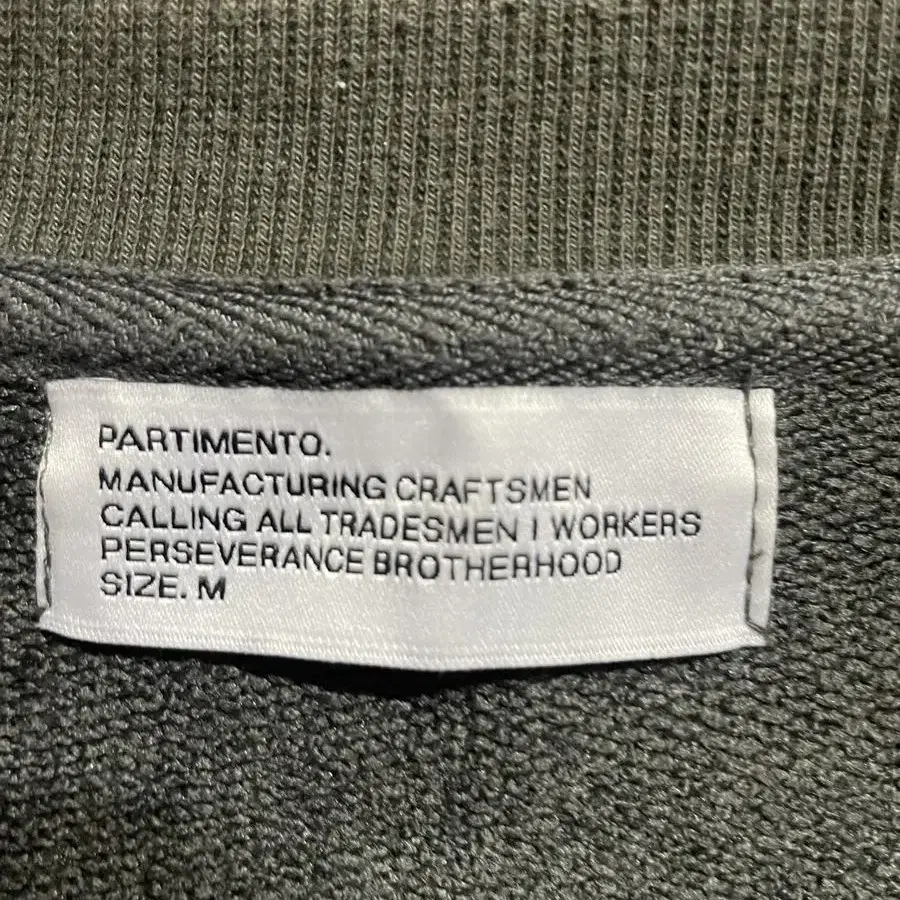 PARTIMENTO.
MANUFACTURING CRAFTSMEN
CALLING ALL TRADESMEN I WORKERS
PERSEVERANCE BROTHERHOOD
SIZE. M